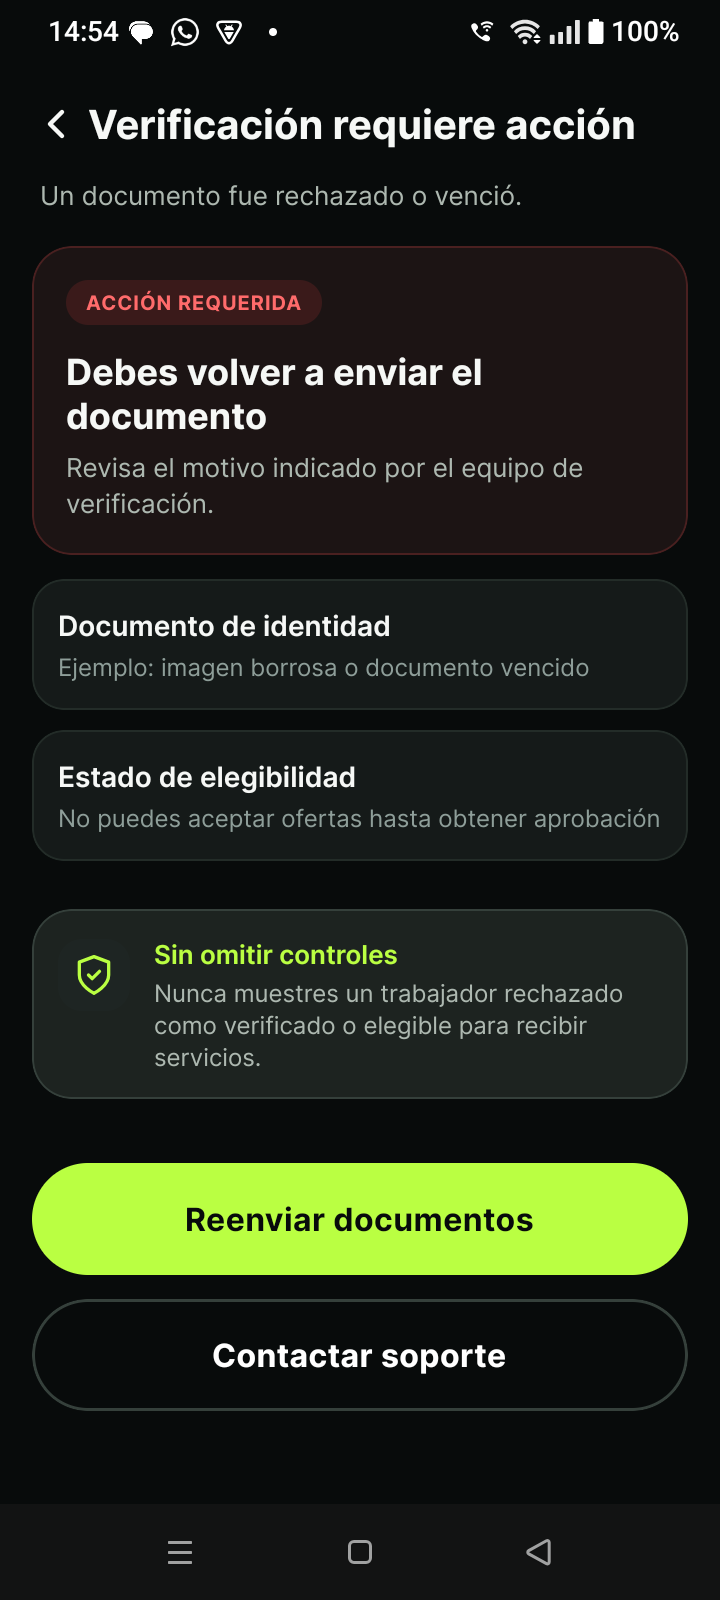 14:54
100%
Verificación requiere acción
Un documento fue rechazado o venció.
ACCIÓN REQUERIDA
Debes volver a enviar el
documento
Revisa el motivo indicado por el equipo de
verificación.
Documento de identidad
Ejemplo: imagen borrosa o documento vencido
Estado de elegibilidad
No puedes aceptar ofertas hasta obtener aprobación
Sin omitir controles
Nunca muestres un trabajador rechazado
como verificado o elegible para recibir
servicios.
Reenviar documentos
Contactar soporte